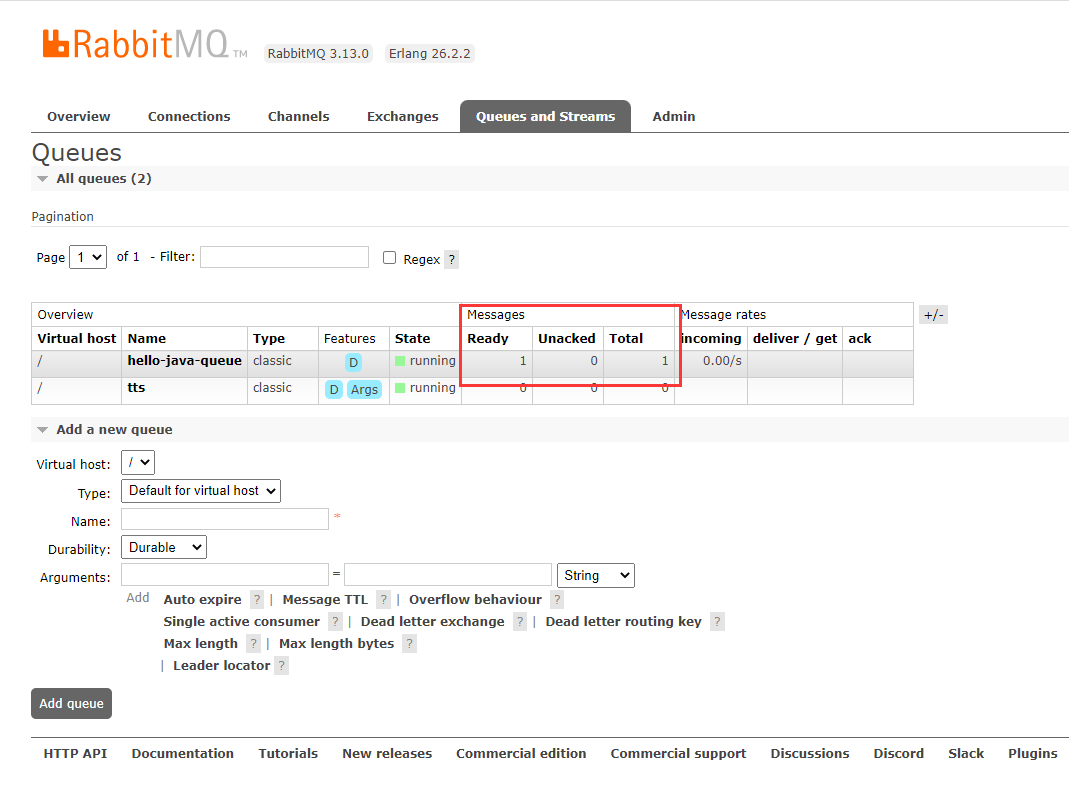 RabbitMQ TM RabbitMQ 3.13.0 Erlang 26.2.2
Overview Connections Channels Exchanges Queues and Streams Admin
Queues
All queues (2)
Pagination
Page 1 of 1 - Filter: Regex ?
Overview Messages Message rates +/-
Virtual host Name Type Features State Ready Unacked Total incoming deliver / get ack
/ hello-java-queue classic D running 1 0 1 0.00/s
/ tts classic D Args running 0 0 0
Add a new queue
Virtual host: /
Type: Default for virtual host
Name: *
Durability: Durable
Arguments: = String
Add Auto expire ? | Message TTL ? | Overflow behaviour ?
Single active consumer ? | Dead letter exchange ? | Dead letter routing key ?
Max length ? | Max length bytes ?
| Leader locator ?
Add queue
HTTP API Documentation Tutorials New releases Commercial edition Commercial support Discussions Discord Slack Plugins